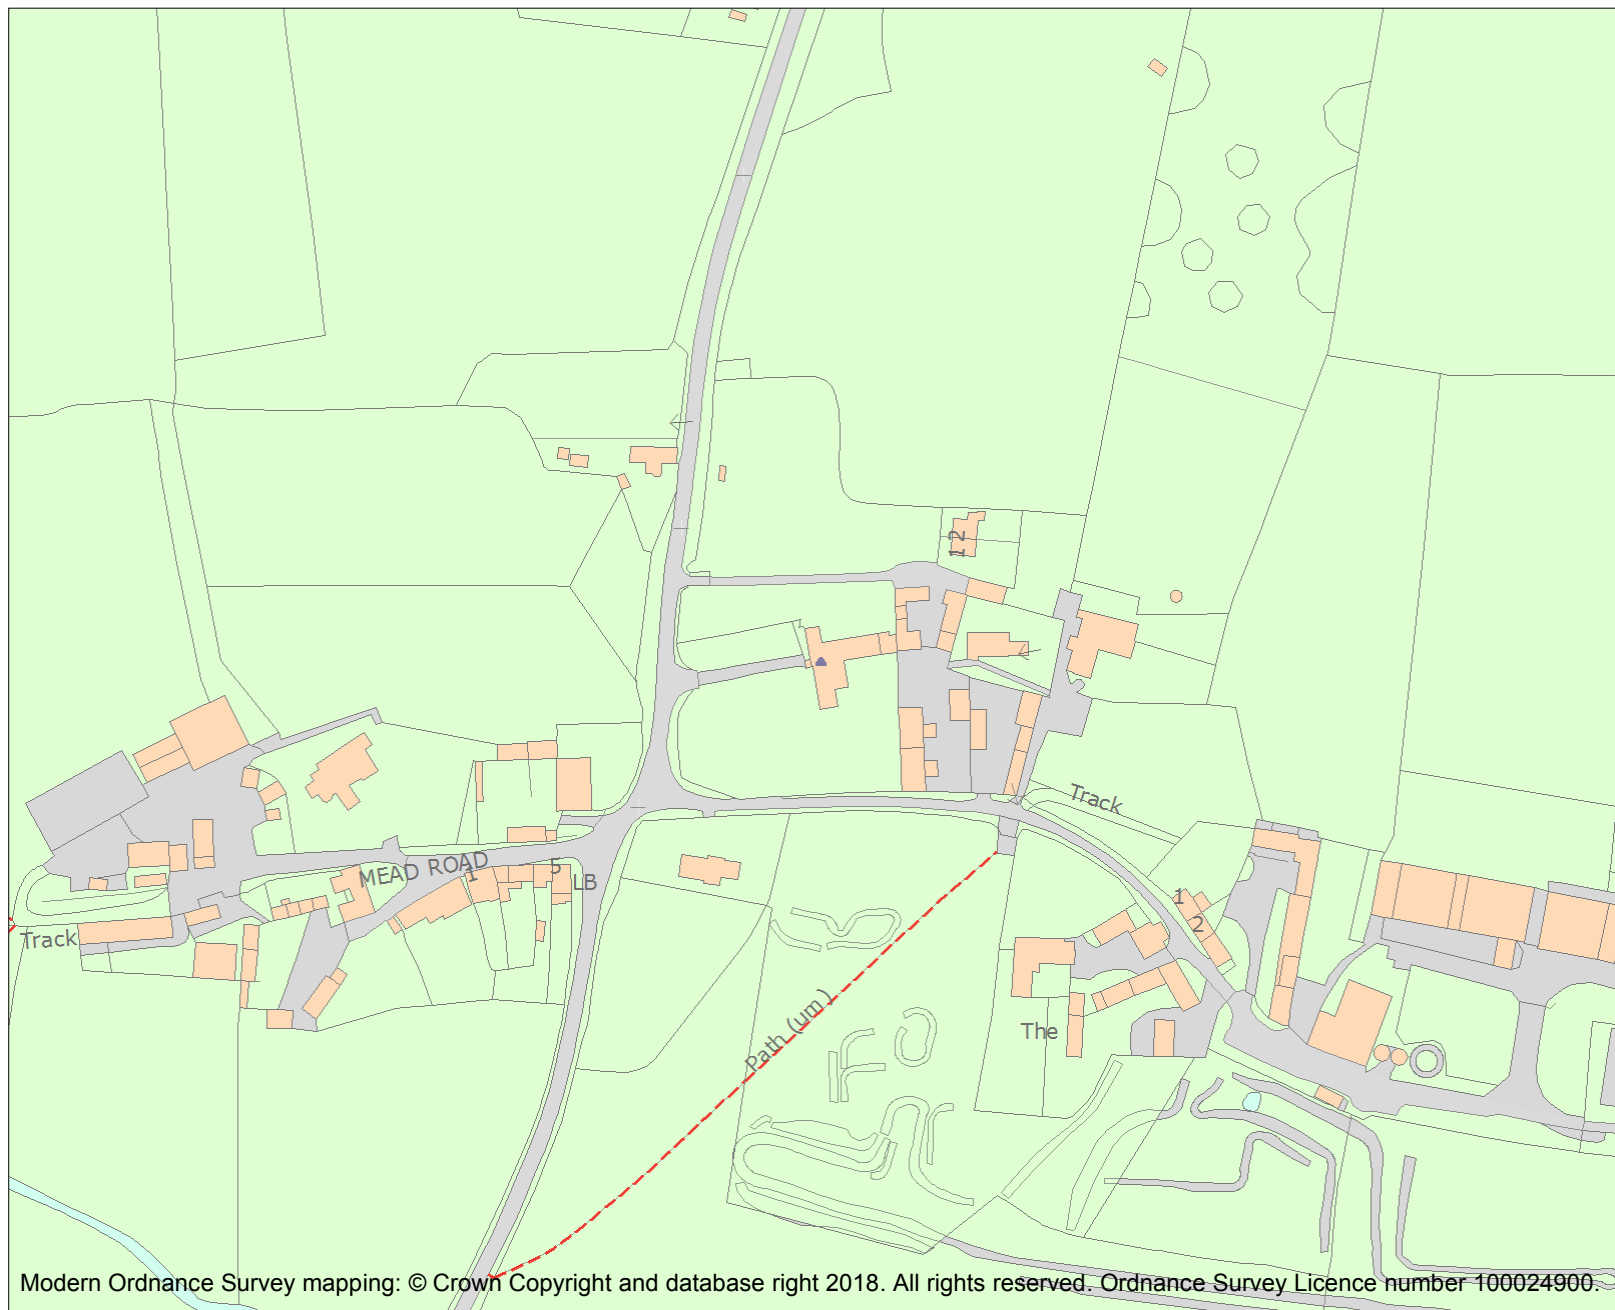 12
Track
MEAD ROAD
1
5
LB
1
2
Track
Path (um)
The
Modern Ordnance Survey mapping: © Crown Copyright and database right 2018. All rights reserved. Ordnance Survey Licence number 100024900.